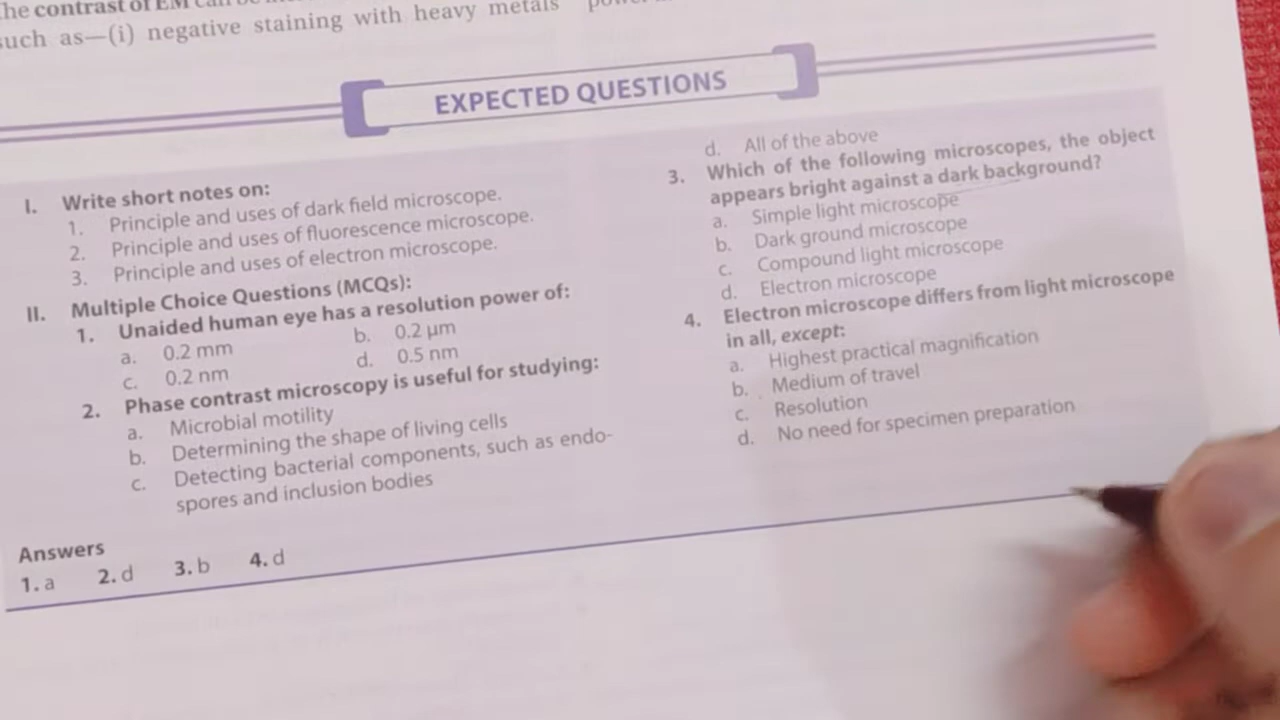 the contrast of EM can be
such as—(i) negative staining with heavy metals
EXPECTED QUESTIONS
I. Write short notes on:
1. Principle and uses of dark field microscope.
2. Principle and uses of fluorescence microscope.
3. Principle and uses of electron microscope.
II. Multiple Choice Questions (MCQs):
1. Unaided human eye has a resolution power of:
a. 0.2 mm b. 0.2 µm
c. 0.2 nm d. 0.5 nm
2. Phase contrast microscopy is useful for studying:
a. Microbial motility
b. Determining the shape of living cells
c. Detecting bacterial components, such as endo-
spores and inclusion bodies
d. All of the above
3. Which of the following microscopes, the object
appears bright against a dark background?
a. Simple light microscope
b. Dark ground microscope
c. Compound light microscope
d. Electron microscope
4. Electron microscope differs from light microscope
in all, except:
a. Highest practical magnification
b. Medium of travel
c. Resolution
d. No need for specimen preparation
Answers
1. a 2. d 3. b 4. d